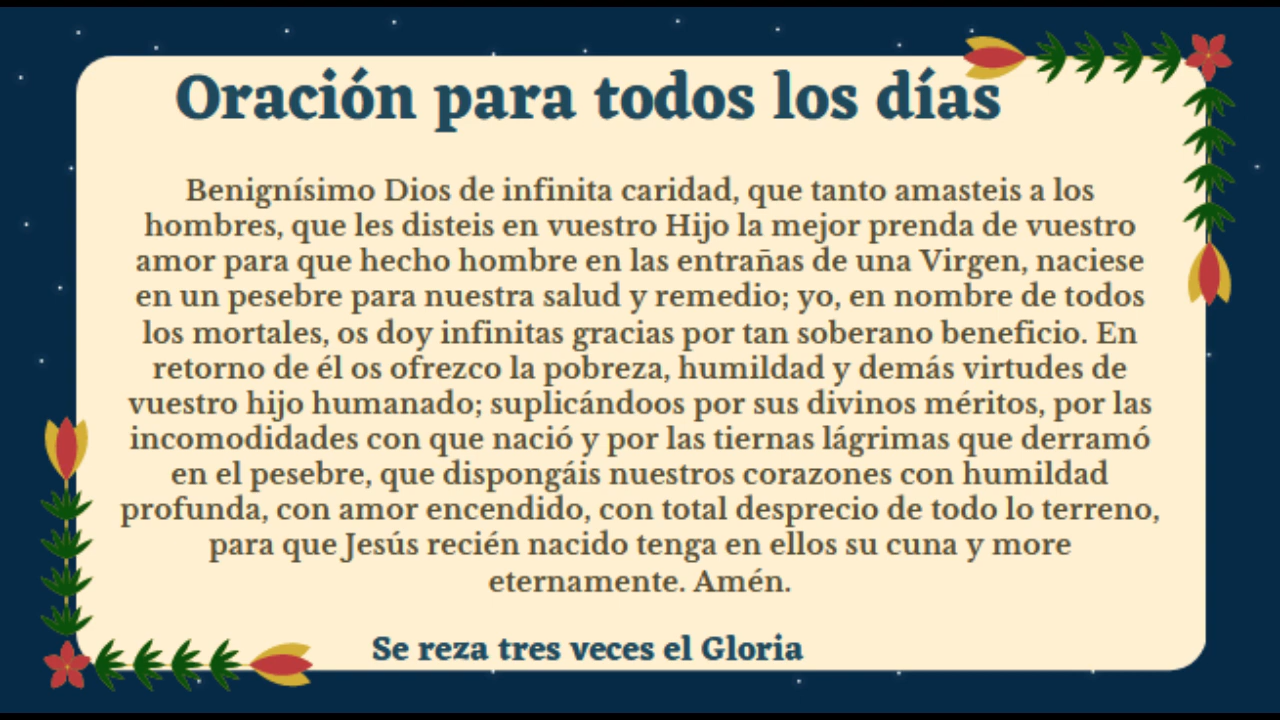 Oración para todos los días
Benignísimo Dios de infinita caridad, que tanto amasteis a los
hombres, que les disteis en vuestro Hijo la mejor prenda de vuestro
amor para que hecho hombre en las entrañas de una Virgen, naciese
en un pesebre para nuestra salud y remedio; yo, en nombre de todos
los mortales, os doy infinitas gracias por tan soberano beneficio. En
retorno de él os ofrezco la pobreza, humildad y demás virtudes de
vuestro hijo humanado; suplicándoos por sus divinos méritos, por las
incomodidades con que nació y por las tiernas lágrimas que derramó
en el pesebre, que dispongáis nuestros corazones con humildad
profunda, con amor encendido, con total desprecio de todo lo terreno,
para que Jesús recién nacido tenga en ellos su cuna y more
eternamente. Amén.
Se reza tres veces el Gloria